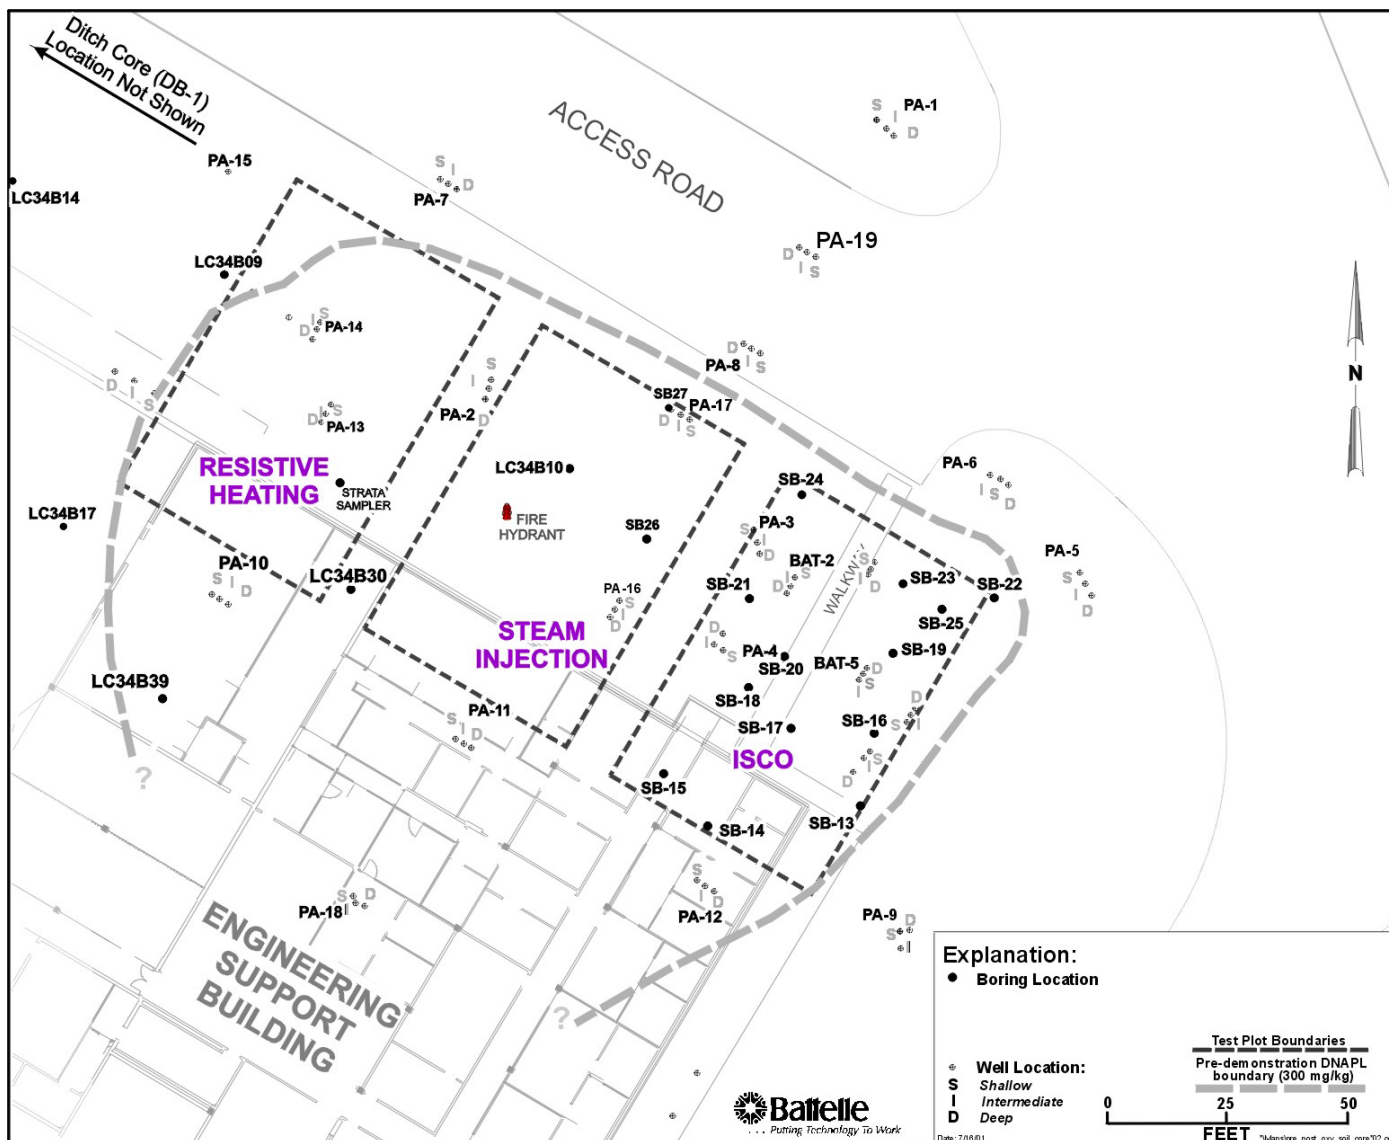 Ditch Core (DB-1)
Location Not Shown
ACCESS ROAD
S
I
D
PA-1
PA-15
S
I
D
PA-7
LC34B14
PA-19
D
I
S
LC34B09
I
S
D
PA-14
D
I
S
PA-8
D
I
S
S
I
PA-2
D
SB27
PA-17
D
I
S
N
I
S
PA-13
RESISTIVE
HEATING
STRATA
SAMPLER
LC34B10
FIRE
HYDRANT
SB26
SB-24
PA-6
I
S
D
LC34B17
PA-3
S
I
D
BAT-2
I
S
D
WALKWAY
S
I
D
SB-23
SB-22
PA-5
S
I
D
PA-10
S
I
D
LC34B30
SB-21
SB-25
PA-16
S
I
D
STEAM
INJECTION
D
I
S
PA-4
SB-20
SB-19
BAT-5
D
I
S
LC34B39
SB-18
SB-17
SB-16
D
S
I
PA-11
S
I
D
ISCO
I
S
D
?
SB-15
SB-14
SB-13
S
I
D
PA-12
S
D
PA-18
I
PA-9
D
S
I
ENGINEERING
SUPPORT
BUILDING
?
Explanation:
Boring Location
Well Location:
S Shallow
I Intermediate
D Deep
Test Plot Boundaries
Pre-demonstration DNAPL
boundary (300 mg/kg)
0 25 50
FEET
Battelle
. . . Putting Technology To Work
Date: 7/16/01